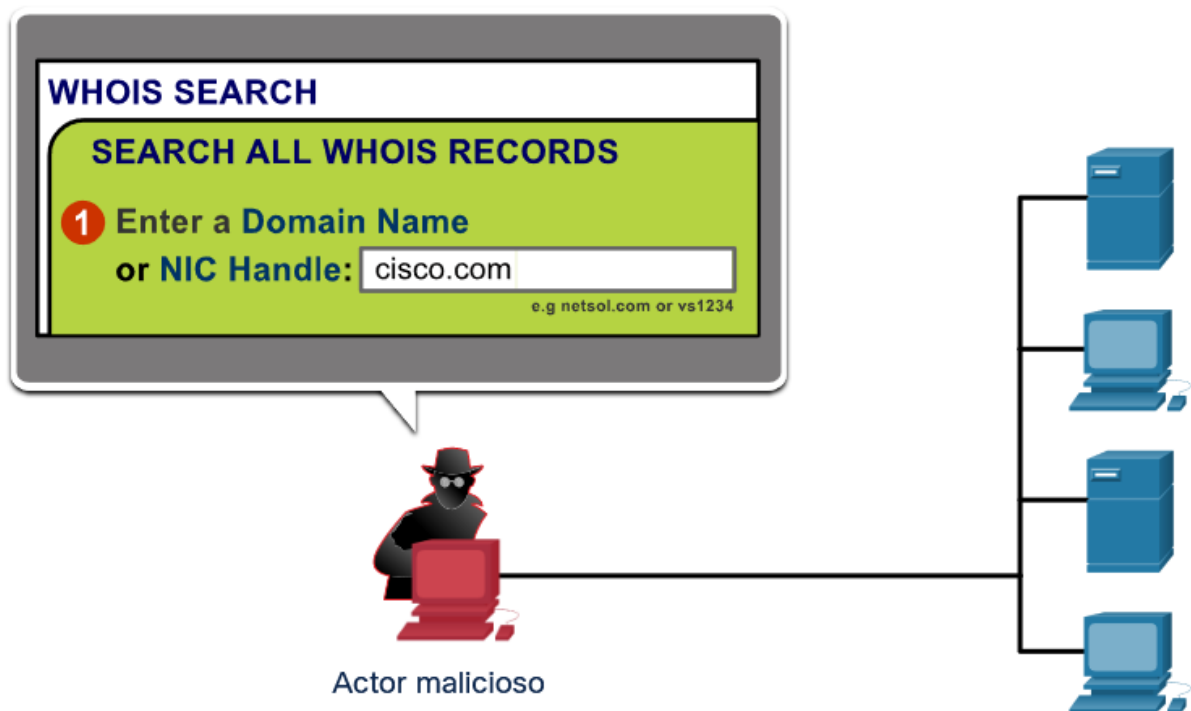 WHOIS SEARCH
SEARCH ALL WHOIS RECORDS
1 Enter a Domain Name
or NIC Handle: cisco.com
e.g netsol.com or vs1234
Actor malicioso